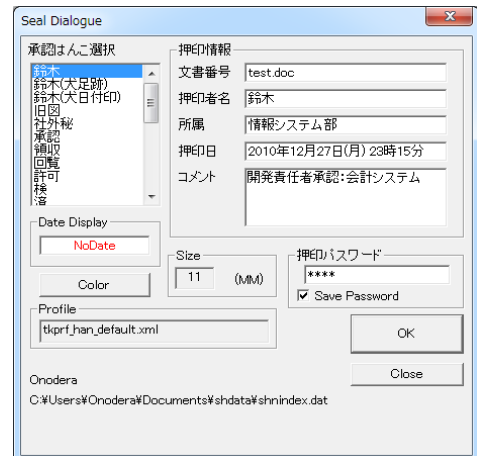 Seal Dialogue
承認はんこ選択
鈴木
鈴木(犬足跡)
鈴木(犬日付印)
旧図
社外秘
承認
領収
回覧
許可
検
済
押印情報
文書番号 test.doc
押印者名 鈴木
所属 情報システム部
押印日 2010年12月27日(月) 23時15分
コメント 開発責任者承認:会計システム
Date Display
NoDate
Color
Size
11 (MM)
押印パスワード
****
Save Password
Profile
tkprf_han_default.xml
OK
Close
Onodera
C:¥Users¥Onodera¥Documents¥shdata¥shnindex.dat